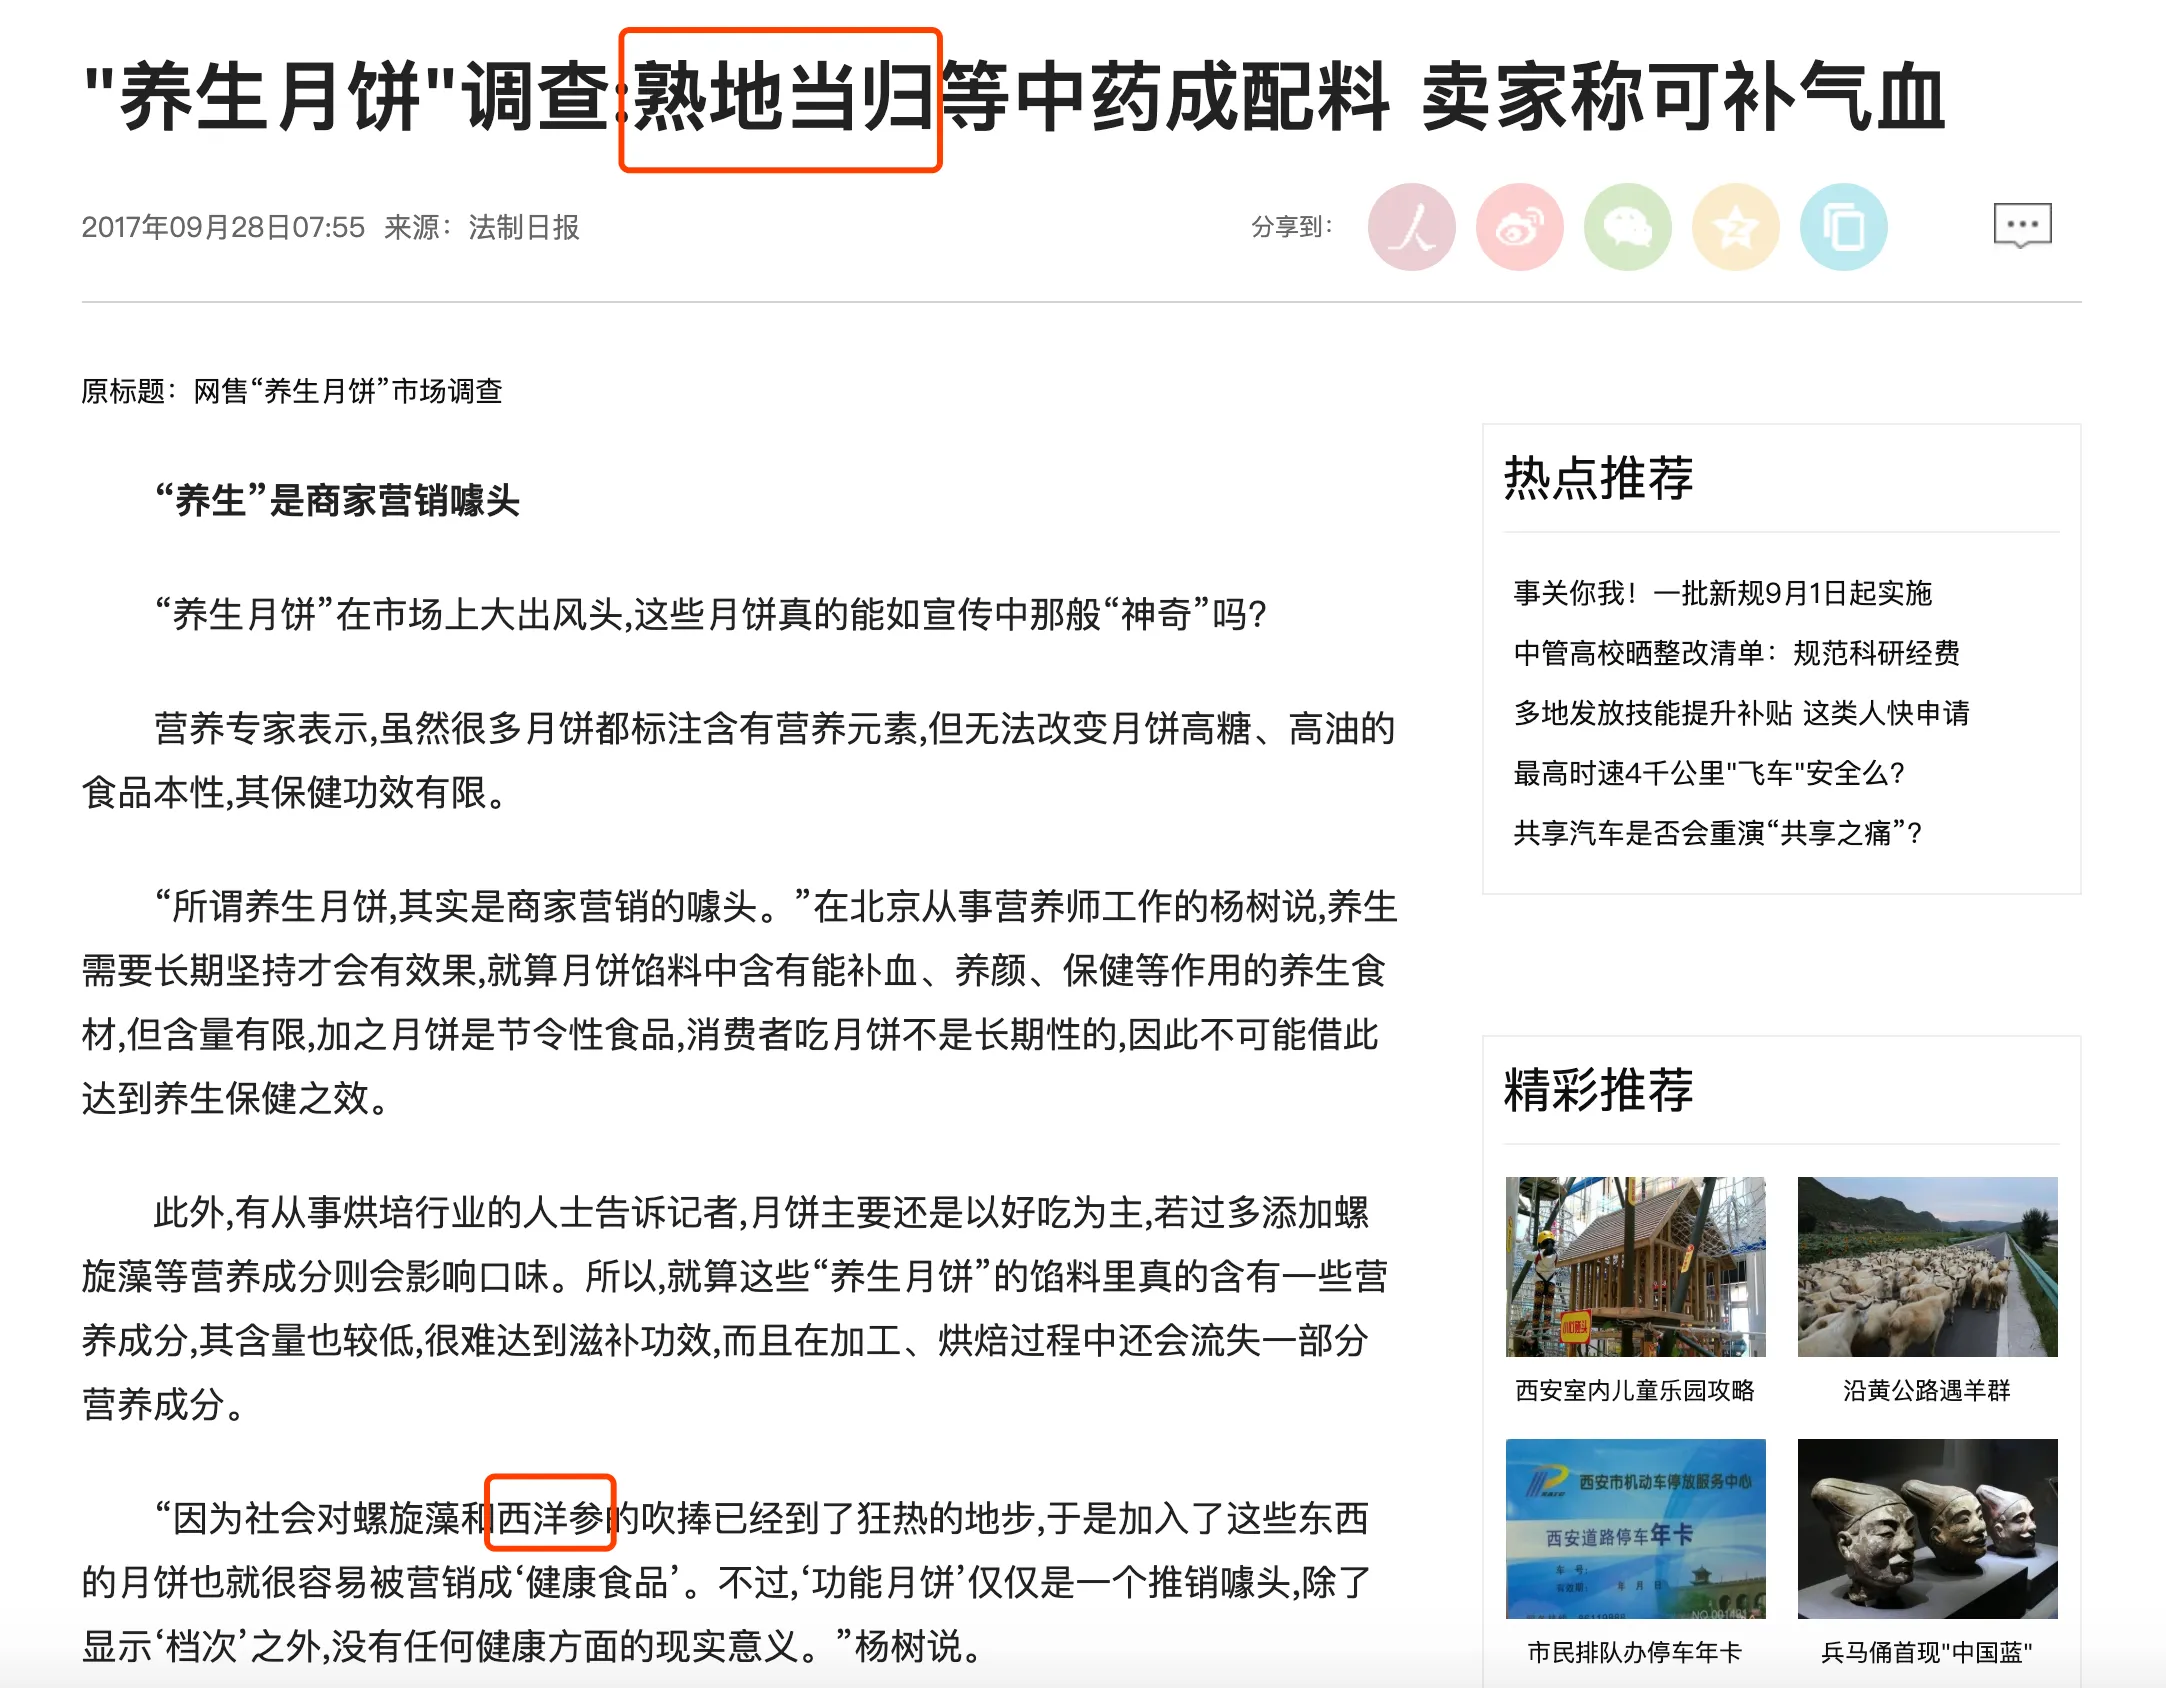 "养生月饼"调查:熟地当归等中药成配料 卖家称可补气血
2017年09月28日07:55 来源：法制日报
分享到：
原标题：网售“养生月饼”市场调查
“养生”是商家营销噱头
“养生月饼”在市场上大出风头,这些月饼真的能如宣传中那般“神奇”吗?
营养专家表示,虽然很多月饼都标注含有营养元素,但无法改变月饼高糖、高油的
食品本性,其保健功效有限。
“所谓养生月饼,其实是商家营销的噱头。”在北京从事营养师工作的杨树说,养生
需要长期坚持才会有效果,就算月饼馅料中含有能补血、养颜、保健等作用的养生食
材,但含量有限,加之月饼是节令性食品,消费者吃月饼不是长期性的,因此不可能借此
达到养生保健之效。
此外,有从事烘培行业的人士告诉记者,月饼主要还是以好吃为主,若过多添加螺
旋藻等营养成分则会影响口味。所以,就算这些“养生月饼”的馅料里真的含有一些营
养成分,其含量也较低,很难达到滋补功效,而且在加工、烘焙过程中还会流失一部分
营养成分。
“因为社会对螺旋藻和西洋参的吹捧已经到了狂热的地步,于是加入了这些东西
的月饼也就很容易被营销成‘健康食品’。不过,‘功能月饼’仅仅是一个推销噱头,除了
显示‘档次’之外,没有任何健康方面的现实意义。”杨树说。
热点推荐
事关你我！一批新规9月1日起实施
中管高校晒整改清单：规范科研经费
多地发放技能提升补贴 这类人快申请
最高时速4千公里"飞车"安全么?
共享汽车是否会重演“共享之痛”?
精彩推荐
西安室内儿童乐园攻略
沿黄公路遇羊群
西安市机动车停放服务中心
西安道路停车年卡
车 号:
有效期: 年 月 日
市民排队办停车年卡
兵马俑首现"中国蓝"